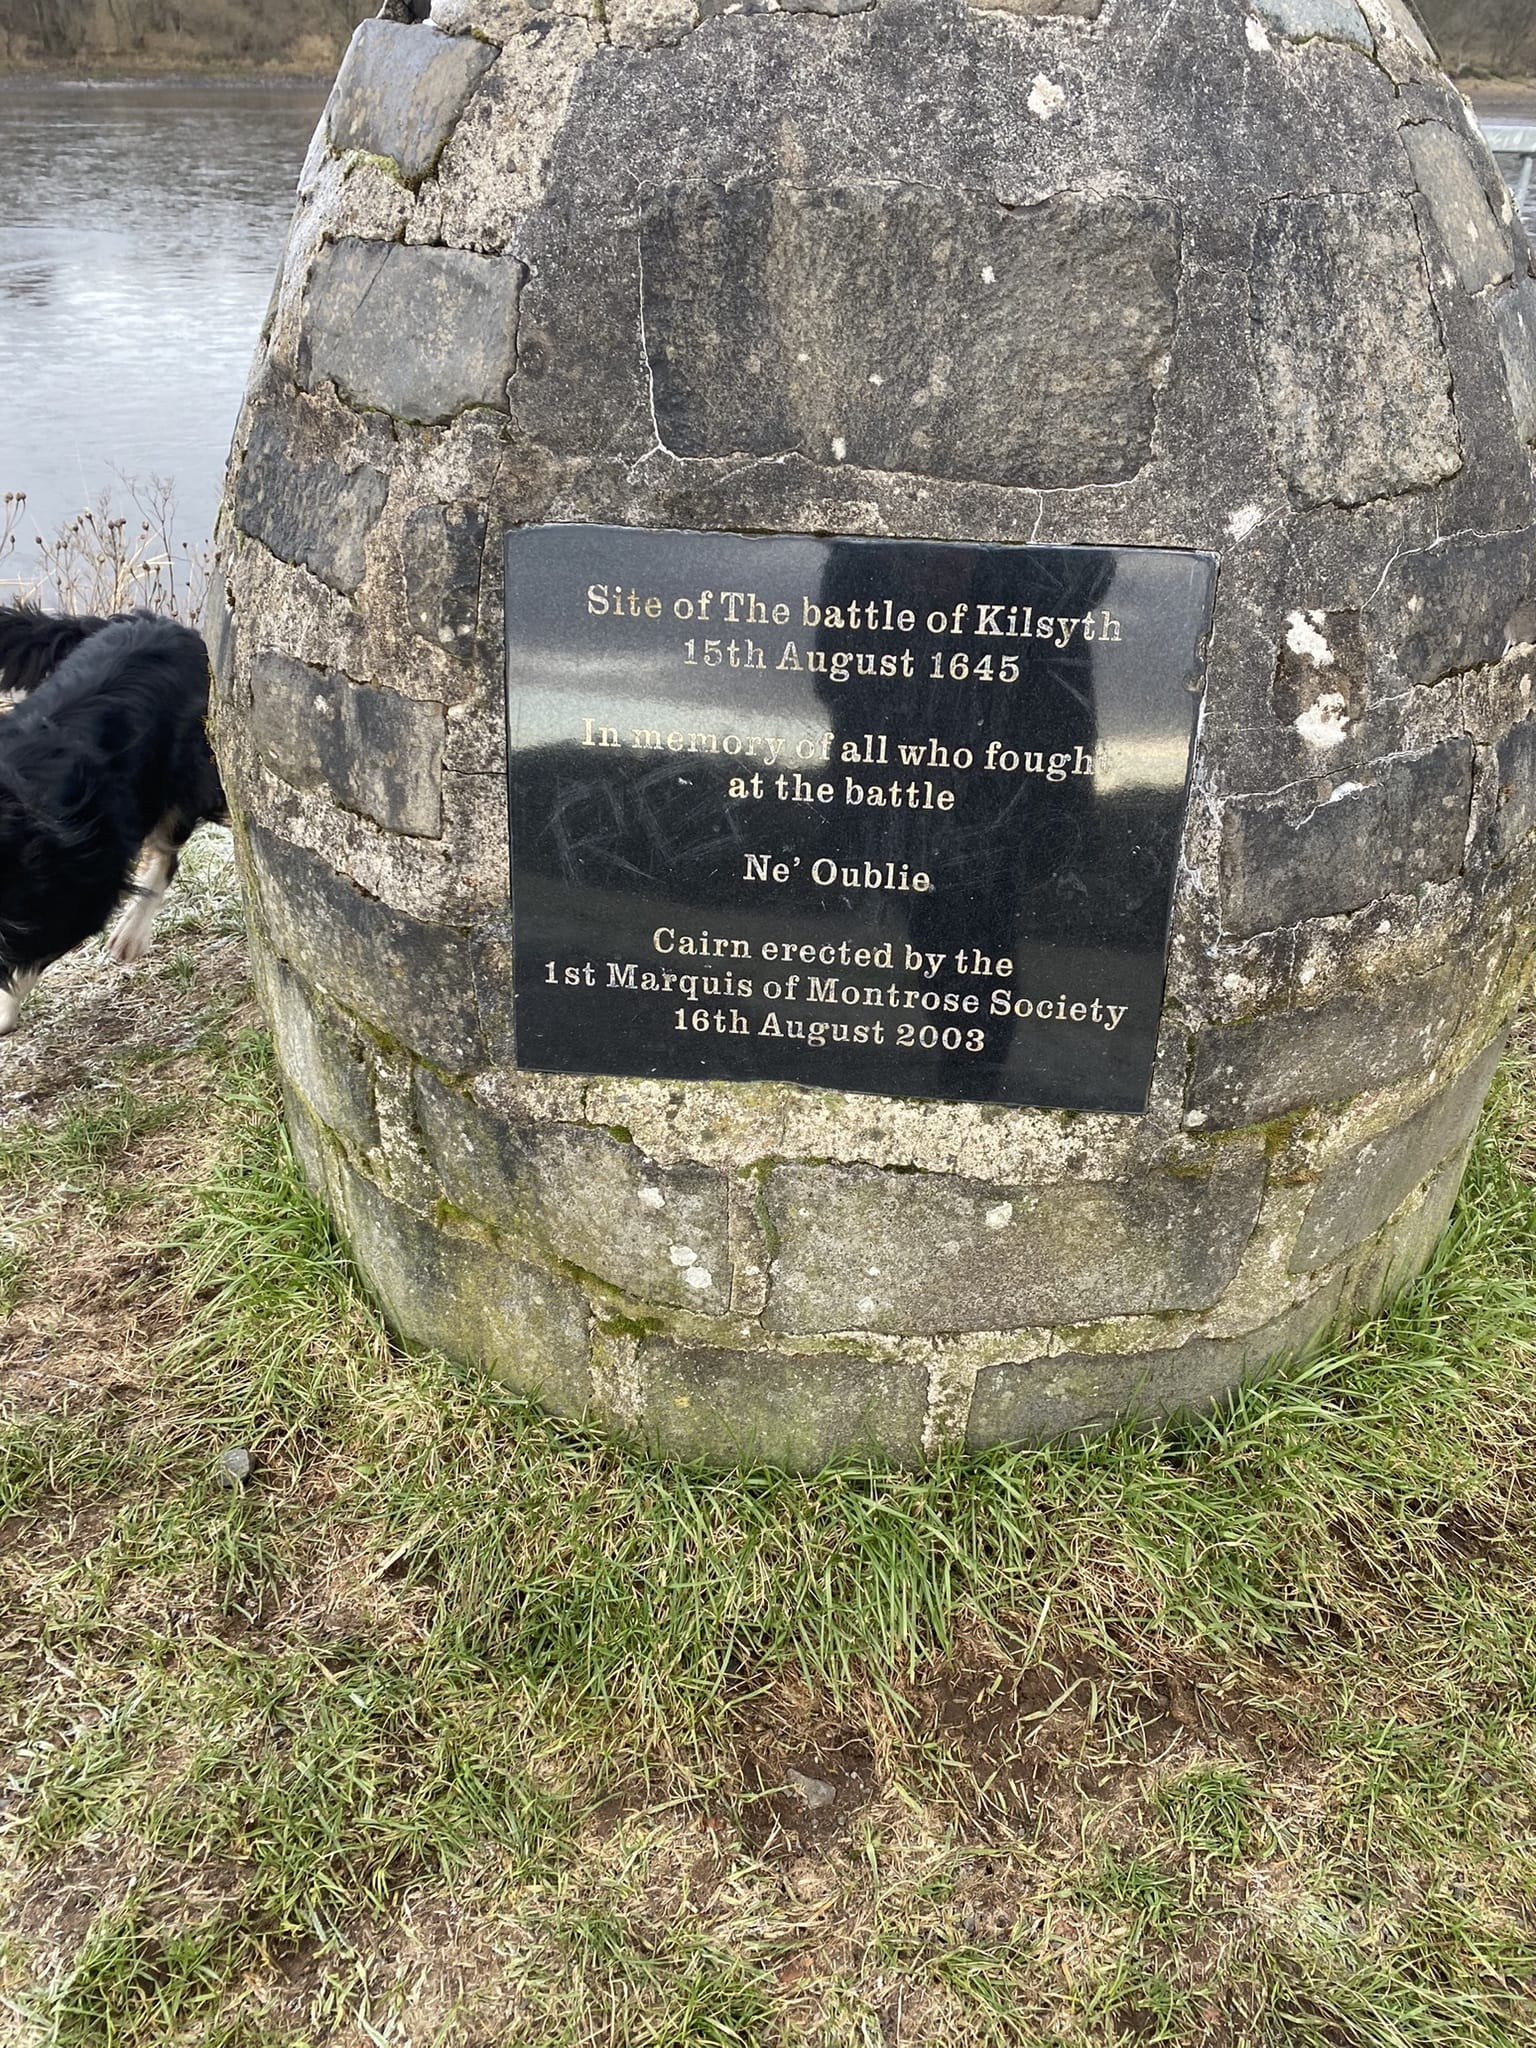 Site of The battle of Kilsyth
15th August 1645
In memory of all who fought
at the battle
Ne' Oublie
Cairn erected by the
1st Marquis of Montrose Society
16th August 2003